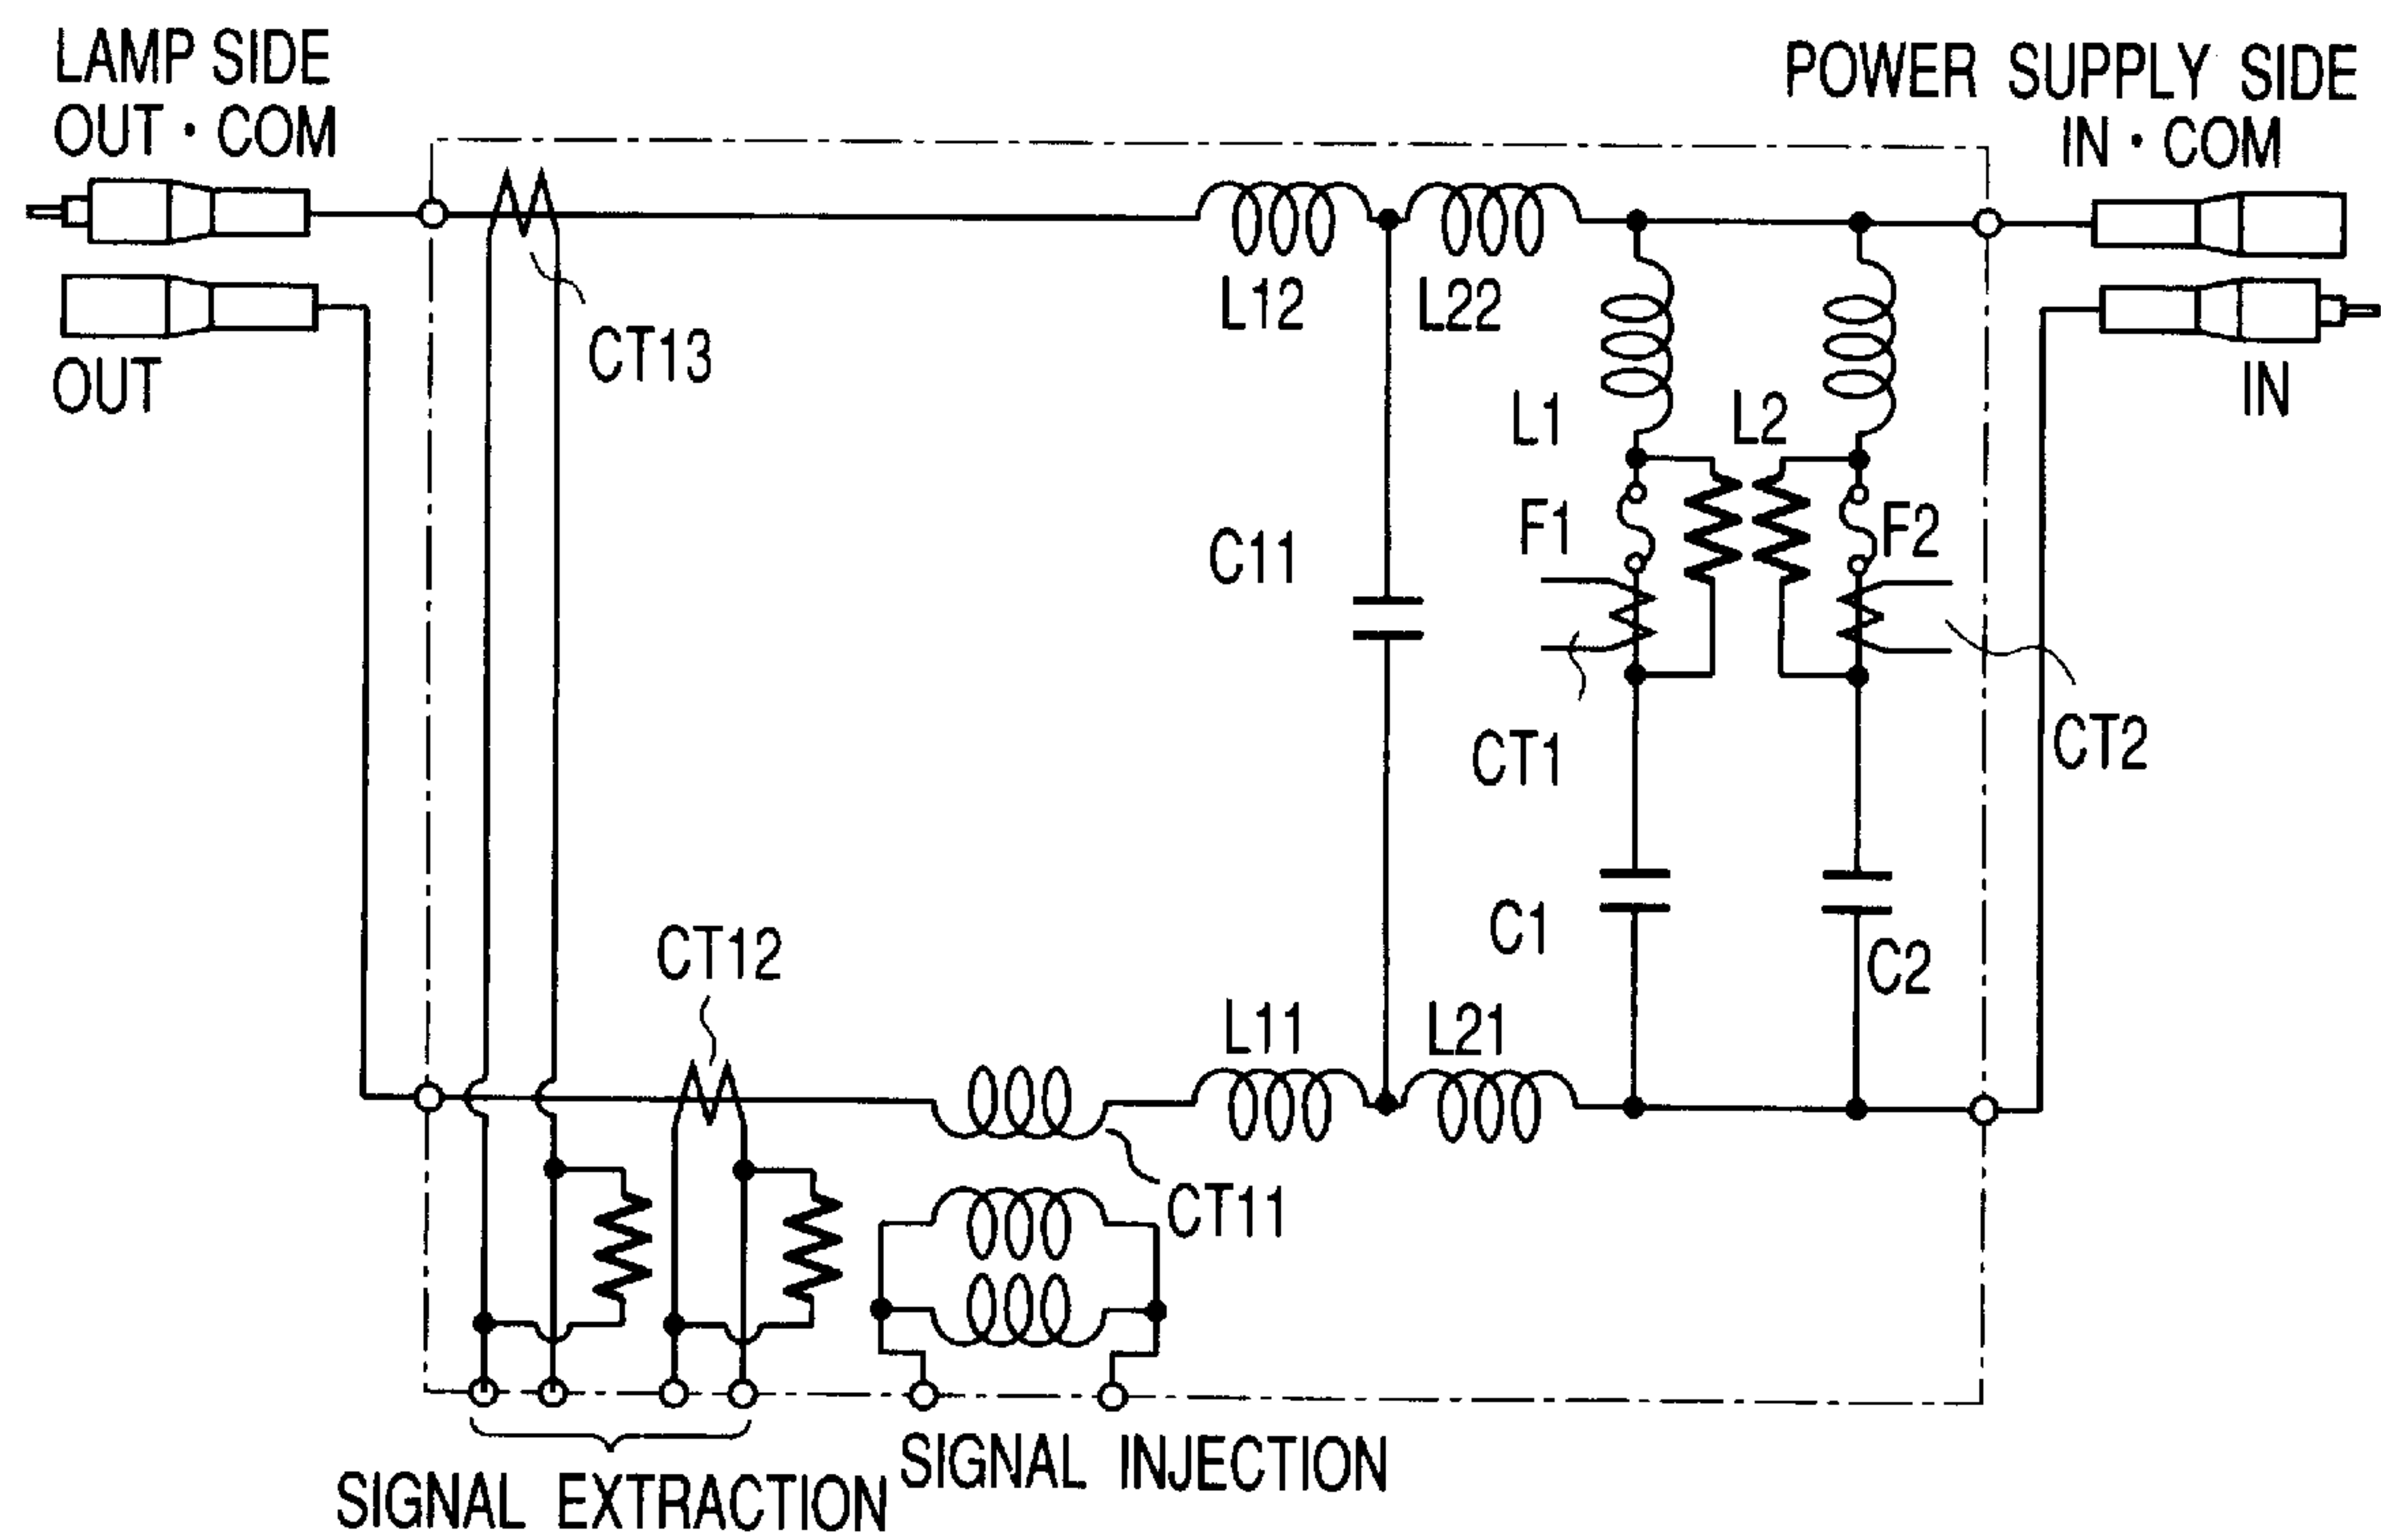 LAMP SIDE
OUT・COM
POWER SUPPLY SIDE
IN・COM
OUT
IN
CT13
L12
L22
L1
L2
F1
F2
C11
CT1
CT2
C1
C2
CT12
L11
L21
CT11
SIGNAL EXTRACTION
SIGNAL INJECTION